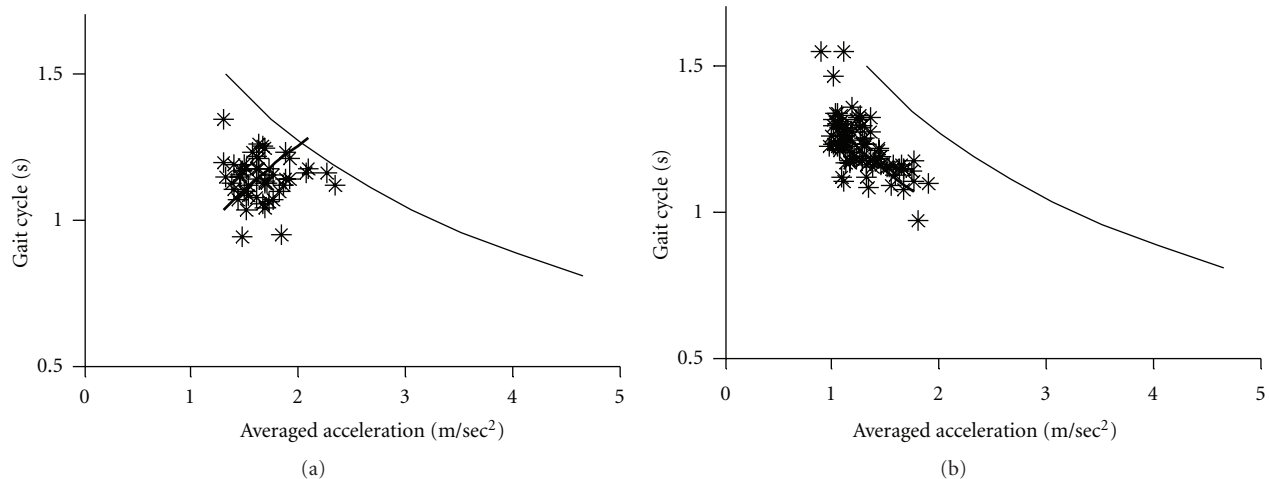 1.5
1
0.5
Gait cycle (s)
0 1 2 3 4 5
Averaged acceleration (m/sec²)
(a)
1.5
1
0.5
Gait cycle (s)
0 1 2 3 4 5
Averaged acceleration (m/sec²)
(b)